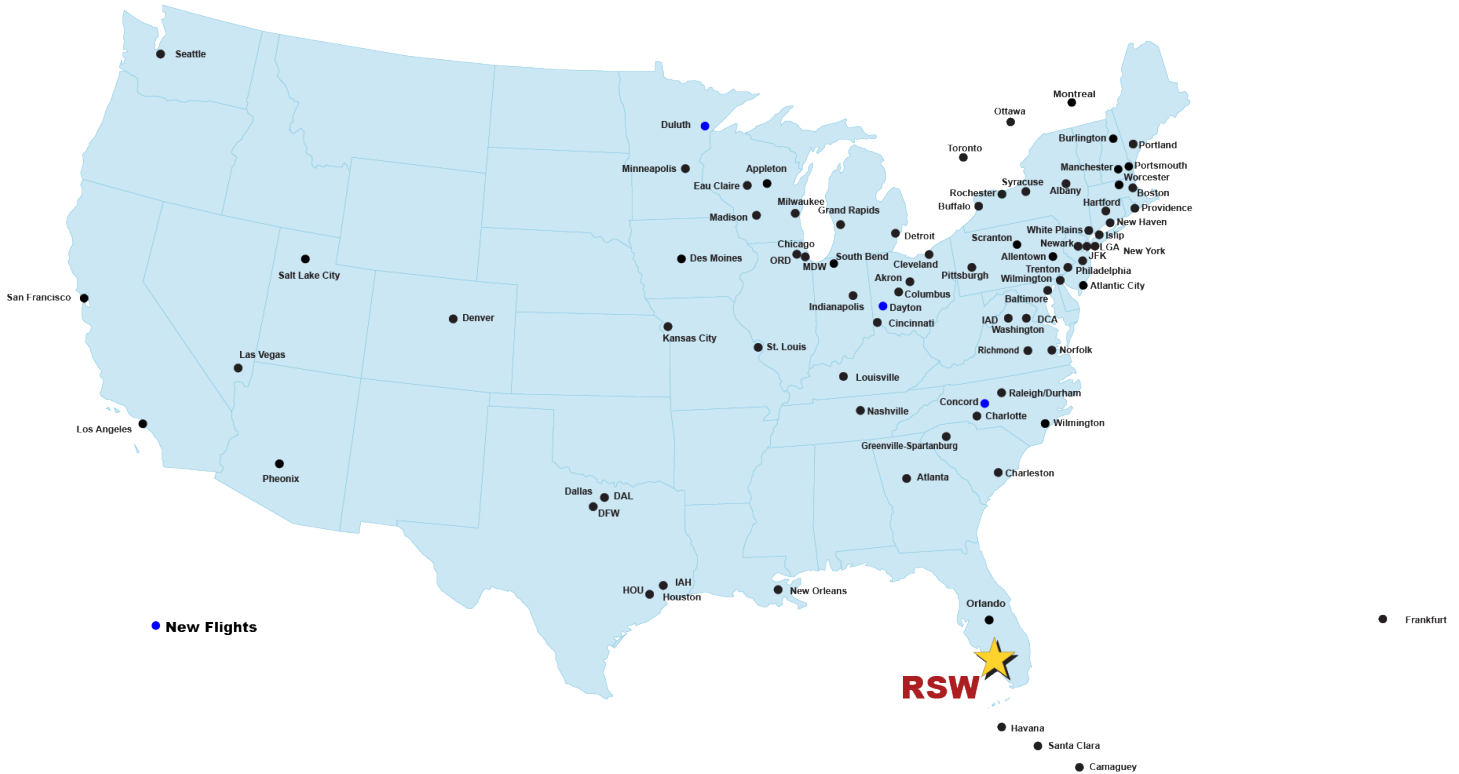 Seattle
Montreal
Ottawa
Duluth
Burlington
Portland
Toronto
Minneapolis
Appleton
Manchester
Portsmouth
Eau Claire
Syracuse
Worcester
Rochester
Albany
Boston
Milwaukee
Buffalo
Hartford
Providence
Madison
Grand Rapids
New Haven
White Plains
Islip
Detroit
Scranton
Chicago
Newark
LGA
New York
ORD
MDW
South Bend
Cleveland
Allentown
JFK
Des Moines
Trenton
Philadelphia
Salt Lake City
Pittsburgh
Akron
Wilmington
Atlantic City
San Francisco
Columbus
Baltimore
Indianapolis
Dayton
Denver
Cincinnati
IAD
DCA
Washington
Kansas City
St. Louis
Richmond
Norfolk
Las Vegas
Louisville
Raleigh/Durham
Concord
Nashville
Charlotte
Los Angeles
Wilmington
Greenville-Spartanburg
Pheonix
Atlanta
Charleston
Dallas
DAL
DFW
IAH
HOU
Houston
New Orleans
Orlando
New Flights
Frankfurt
RSW
Havana
Santa Clara
Camaguey